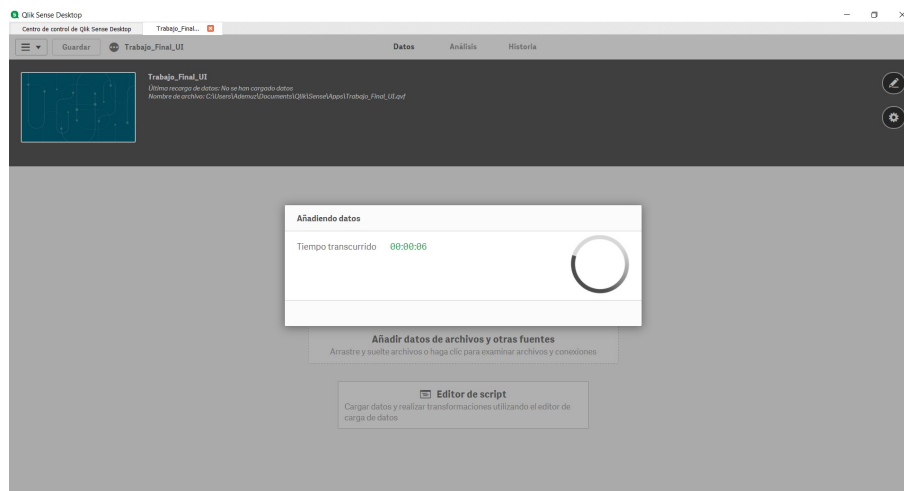 Qlik Sense Desktop
Centro de control de Qlik Sense Desktop
Trabajo_Final...
Guardar
Trabajo_Final_UI
Datos
Análisis
Historia
Trabajo_Final_UI
Última recarga de datos: No se han cargado datos
Nombre de archivo: C:\Users\Ademuz\Documents\Qlik\Sense\Apps\Trabajo_Final_UI.qvf
Añadiendo datos
Tiempo transcurrido 00:00:06
Añadir datos de archivos y otras fuentes
Arrastre y suelte archivos o haga clic para examinar archivos y conexiones
Editor de script
Cargar datos y realizar transformaciones utilizando el editor de
carga de datos